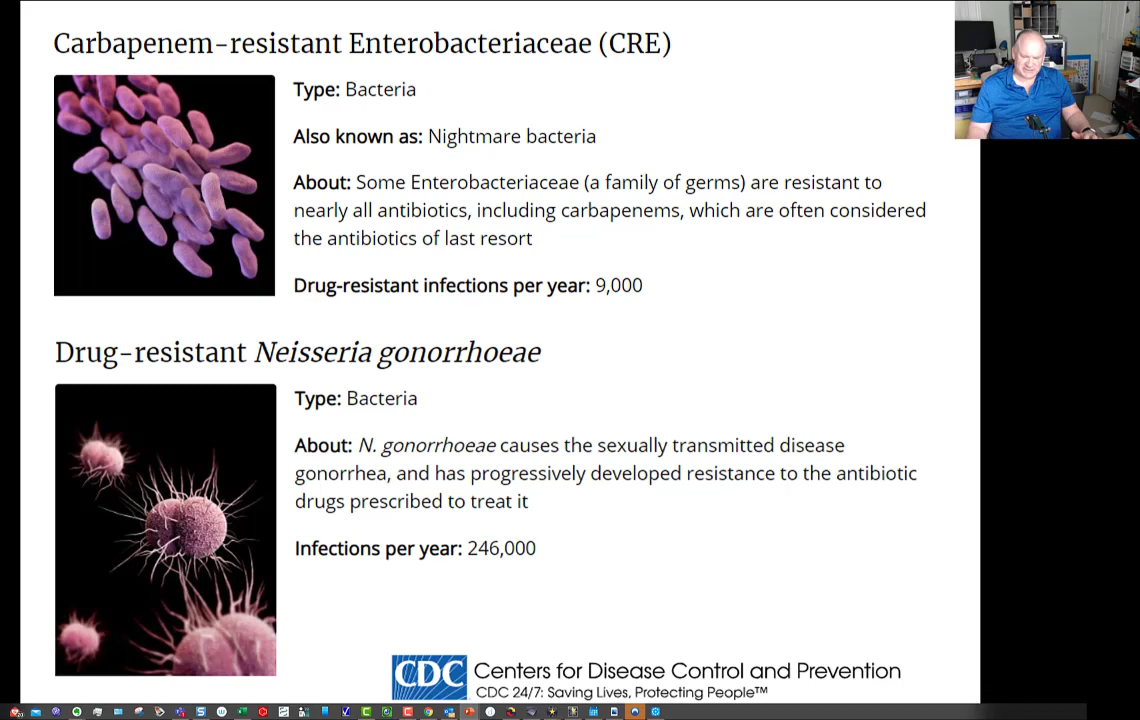 Carbapenem-resistant Enterobacteriaceae (CRE)
Type: Bacteria
Also known as: Nightmare bacteria
About: Some Enterobacteriaceae (a family of germs) are resistant to
nearly all antibiotics, including carbapenems, which are often considered
the antibiotics of last resort
Drug-resistant infections per year: 9,000
Drug-resistant Neisseria gonorrhoeae
Type: Bacteria
About: N. gonorrhoeae causes the sexually transmitted disease
gonorrhea, and has progressively developed resistance to the antibiotic
drugs prescribed to treat it
Infections per year: 246,000
CDC Centers for Disease Control and Prevention
CDC 24/7: Saving Lives, Protecting People™